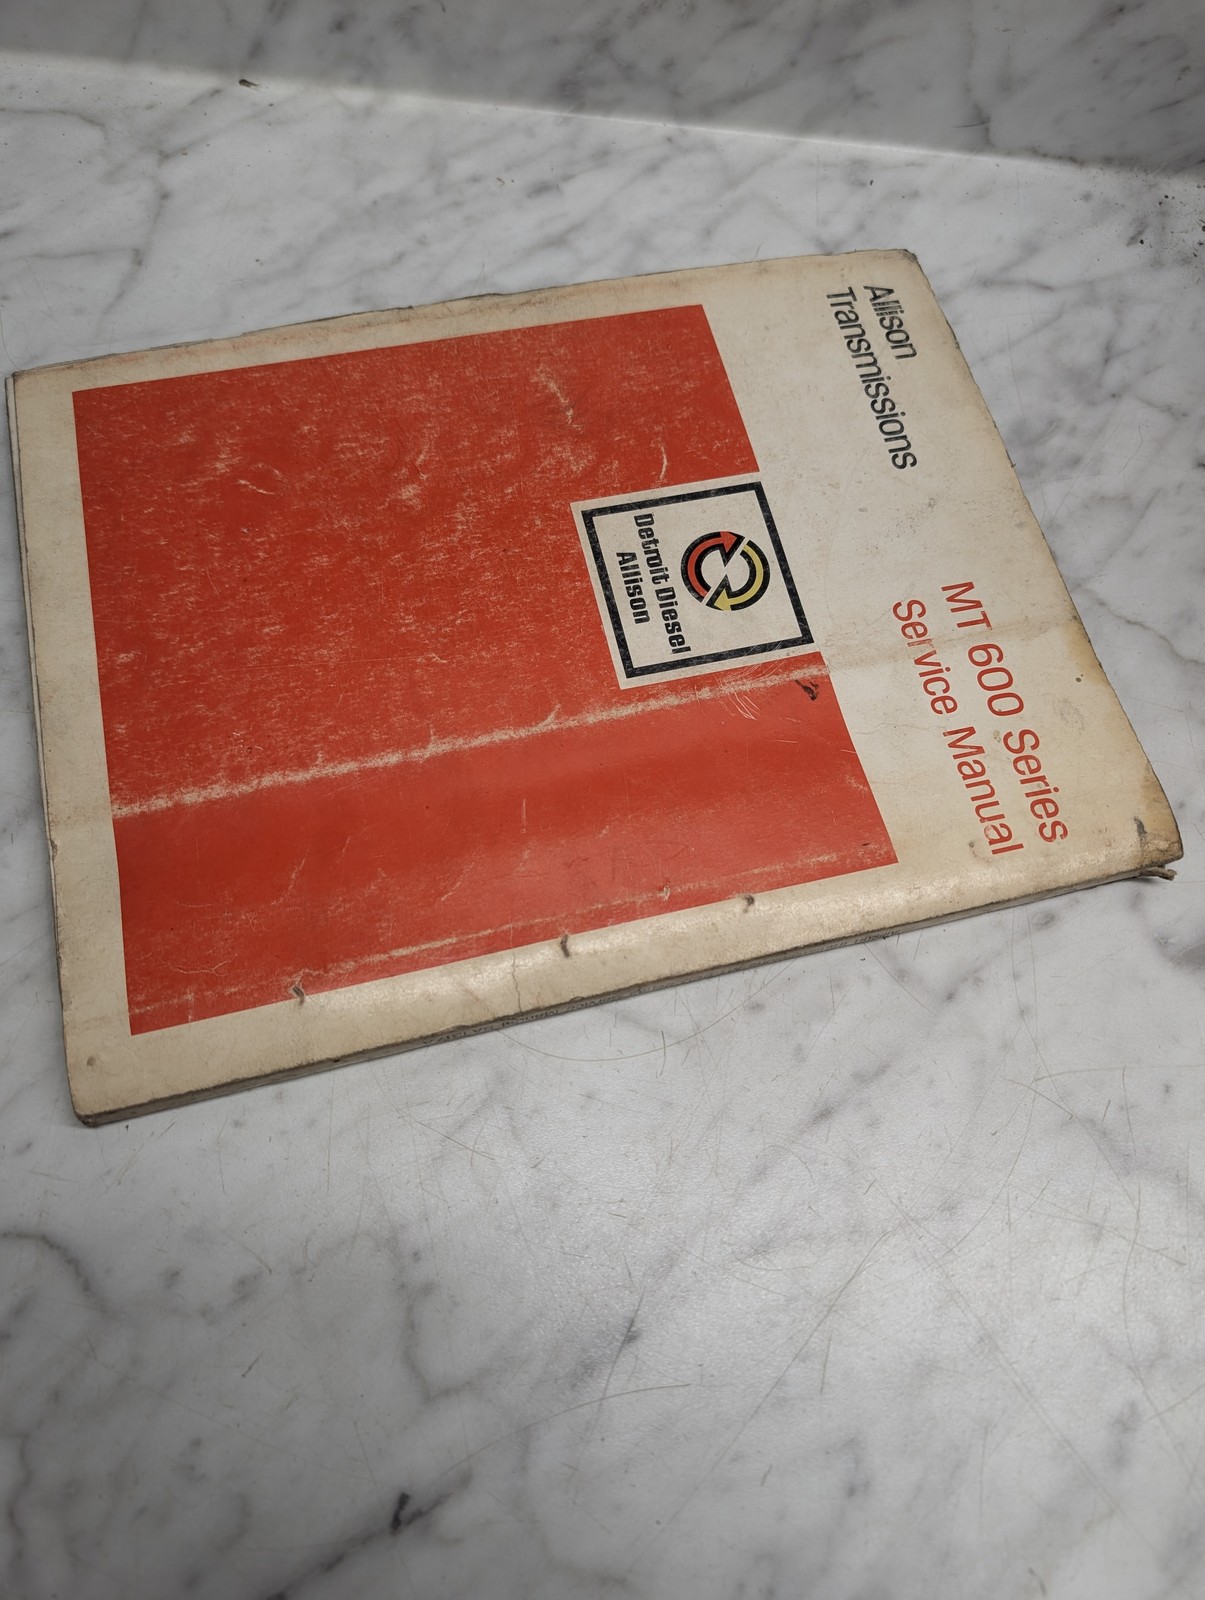 Allison
Transmissions
MT 600 Series
Service Manual
Detroit Diesel
Allison